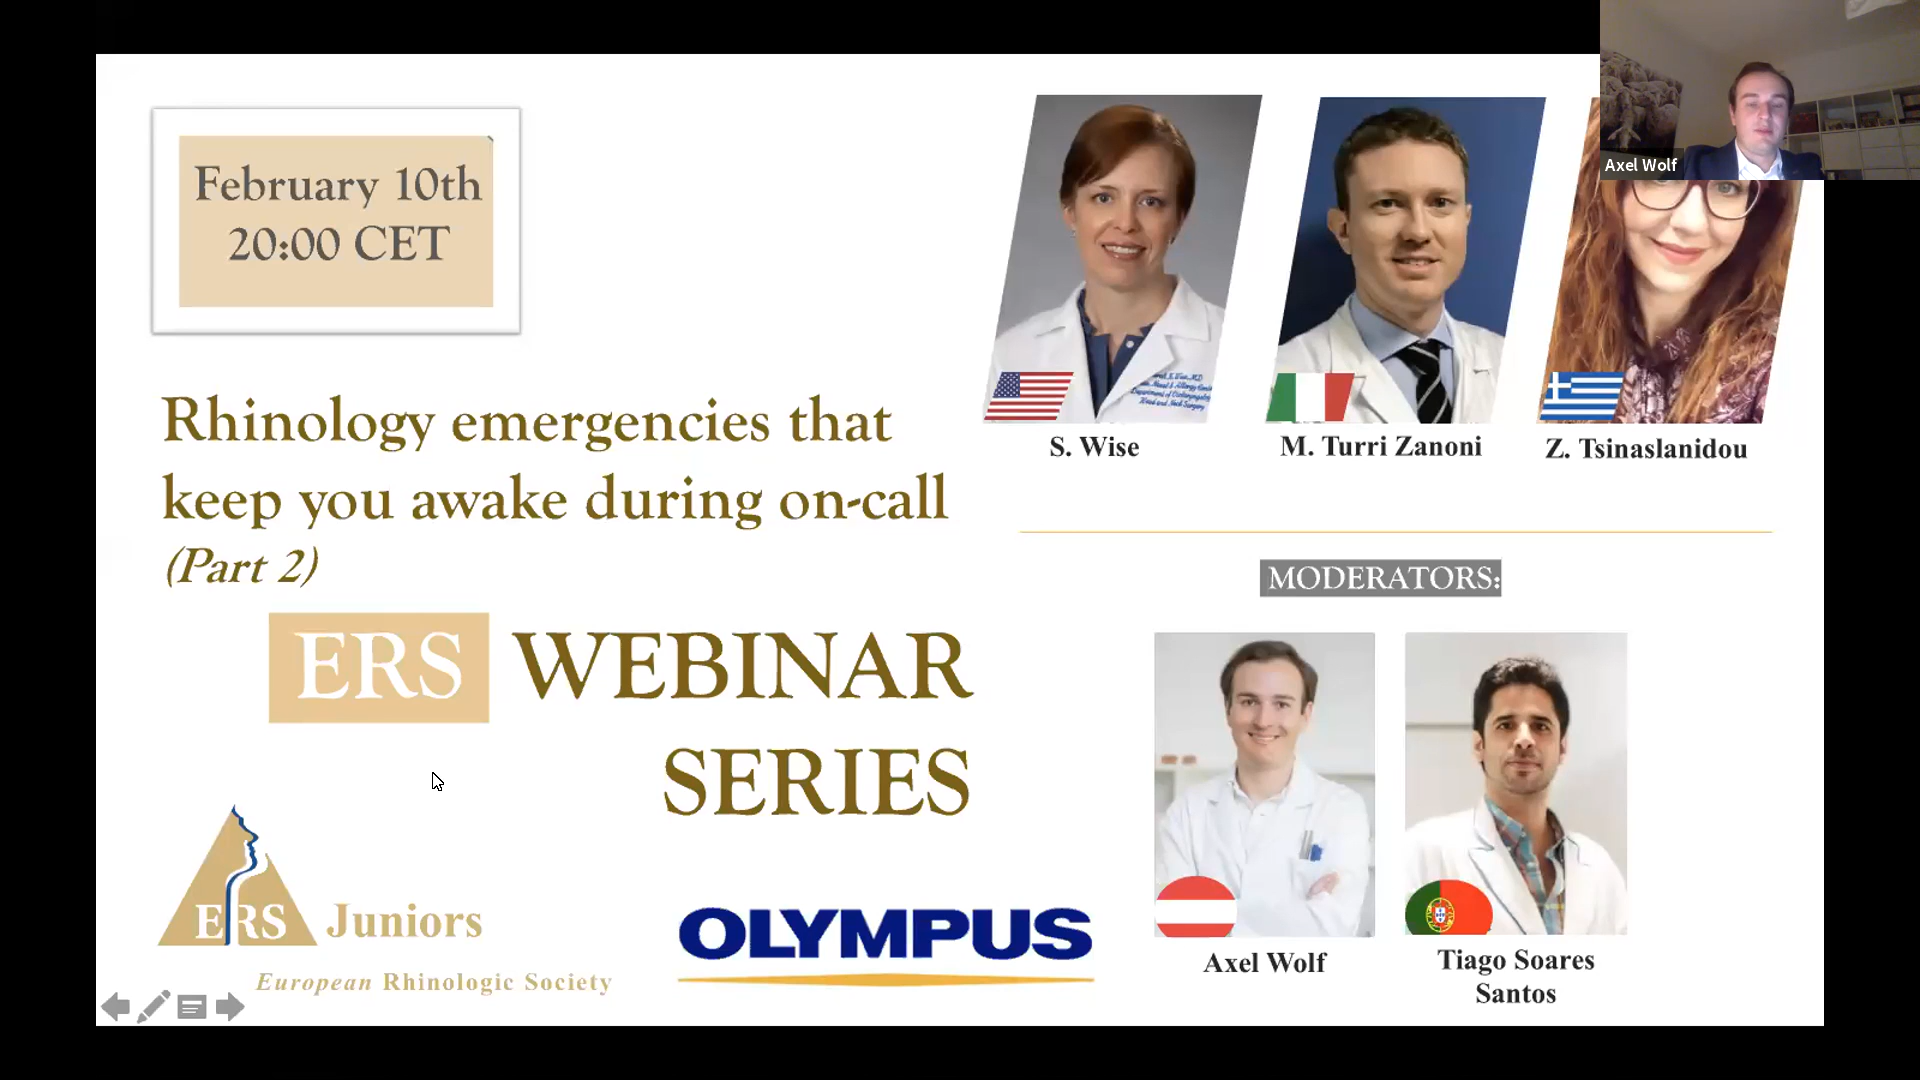 February 10th
20:00 CET
Rhinology emergencies that
keep you awake during on-call
(Part 2)
ERS WEBINAR
SERIES
ERS Juniors
European Rhinologic Society
OLYMPUS
Axel Wolf
S. Wise
M. Turri Zanoni
Z. Tsinaslanidou
MODERATORS:
Axel Wolf
Tiago Soares
Santos